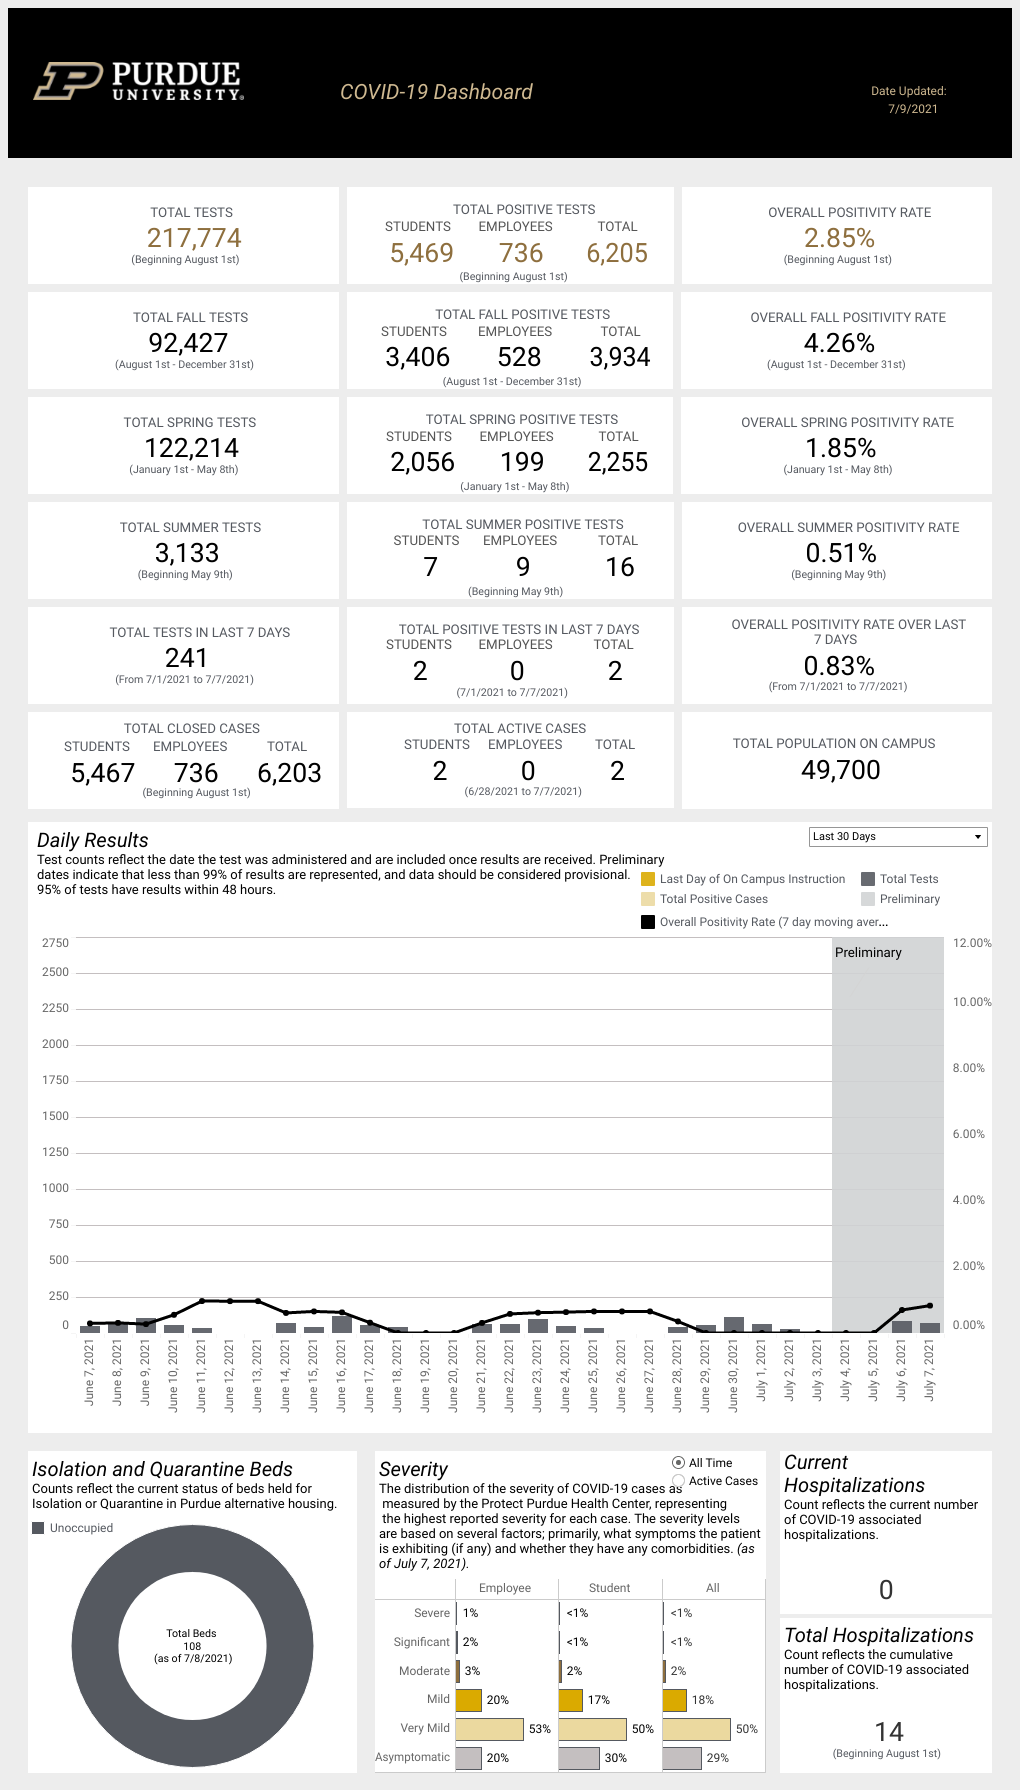 PURDUE
UNIVERSITY®
COVID-19 Dashboard
Date Updated:
7/9/2021
TOTAL TESTS
217,774
(Beginning August 1st)
TOTAL POSITIVE TESTS
STUDENTS EMPLOYEES TOTAL
5,469 736 6,205
(Beginning August 1st)
OVERALL POSITIVITY RATE
2.85%
(Beginning August 1st)
TOTAL FALL TESTS
92,427
(August 1st - December 31st)
TOTAL FALL POSITIVE TESTS
STUDENTS EMPLOYEES TOTAL
3,406 528 3,934
(August 1st - December 31st)
OVERALL FALL POSITIVITY RATE
4.26%
(August 1st - December 31st)
TOTAL SPRING TESTS
122,214
(January 1st - May 8th)
TOTAL SPRING POSITIVE TESTS
STUDENTS EMPLOYEES TOTAL
2,056 199 2,255
(January 1st - May 8th)
OVERALL SPRING POSITIVITY RATE
1.85%
(January 1st - May 8th)
TOTAL SUMMER TESTS
3,133
(Beginning May 9th)
TOTAL SUMMER POSITIVE TESTS
STUDENTS EMPLOYEES TOTAL
7 9 16
(Beginning May 9th)
OVERALL SUMMER POSITIVITY RATE
0.51%
(Beginning May 9th)
TOTAL TESTS IN LAST 7 DAYS
241
(From 7/1/2021 to 7/7/2021)
TOTAL POSITIVE TESTS IN LAST 7 DAYS
STUDENTS EMPLOYEES TOTAL
2 0 2
(7/1/2021 to 7/7/2021)
OVERALL POSITIVITY RATE OVER LAST
7 DAYS
0.83%
(From 7/1/2021 to 7/7/2021)
TOTAL CLOSED CASES
STUDENTS EMPLOYEES TOTAL
5,467 736 6,203
(Beginning August 1st)
TOTAL ACTIVE CASES
STUDENTS EMPLOYEES TOTAL
2 0 2
(6/28/2021 to 7/7/2021)
TOTAL POPULATION ON CAMPUS
49,700
Daily Results
Last 30 Days
Test counts reflect the date the test was administered and are included once results are received. Preliminary
dates indicate that less than 99% of results are represented, and data should be considered provisional.
95% of tests have results within 48 hours.
Last Day of On Campus Instruction
Total Tests
Total Positive Cases
Preliminary
Overall Positivity Rate (7 day moving aver...
Preliminary
2750
2500
2250
2000
1750
1500
1250
1000
750
500
250
0
12.00%
10.00%
8.00%
6.00%
4.00%
2.00%
0.00%
June 7, 2021
June 8, 2021
June 9, 2021
June 10, 2021
June 11, 2021
June 12, 2021
June 13, 2021
June 14, 2021
June 15, 2021
June 16, 2021
June 17, 2021
June 18, 2021
June 19, 2021
June 20, 2021
June 21, 2021
June 22, 2021
June 23, 2021
June 24, 2021
June 25, 2021
June 26, 2021
June 27, 2021
June 28, 2021
June 29, 2021
June 30, 2021
July 1, 2021
July 2, 2021
July 3, 2021
July 4, 2021
July 5, 2021
July 6, 2021
July 7, 2021
Isolation and Quarantine Beds
Counts reflect the current status of beds held for
Isolation or Quarantine in Purdue alternative housing.
Unoccupied
Total Beds
108
(as of 7/8/2021)
Severity
All Time
Active Cases
The distribution of the severity of COVID-19 cases as
measured by the Protect Purdue Health Center, representing
the highest reported severity for each case. The severity levels
are based on several factors; primarily, what symptoms the patient
is exhibiting (if any) and whether they have any comorbidities. (as
of July 7, 2021).
Employee Student All
Severe 1% <1% <1%
Significant 2% <1% <1%
Moderate 3% 2% 2%
Mild 20% 17% 18%
Very Mild 53% 50% 50%
Asymptomatic 20% 30% 29%
Current
Hospitalizations
Count reflects the current number
of COVID-19 associated
hospitalizations.
0
Total Hospitalizations
Count reflects the cumulative
number of COVID-19 associated
hospitalizations.
14
(Beginning August 1st)